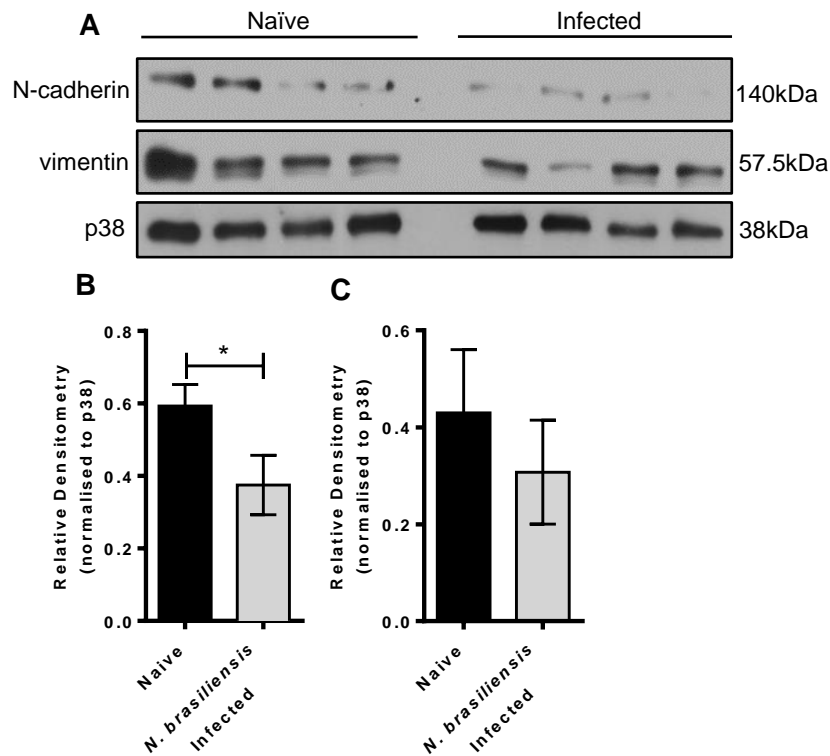 A
Naïve
Infected
N-cadherin
140kDa
vimentin
57.5kDa
p38
38kDa
B
Relative Densitometry
(normalised to p38)
0.8
0.6
0.4
0.2
0.0
*
Naive
N. brasiliensis
Infected
C
Relative Densitometry
(normalised to p38)
0.6
0.4
0.2
0.0
Naive
N. brasiliensis
Infected